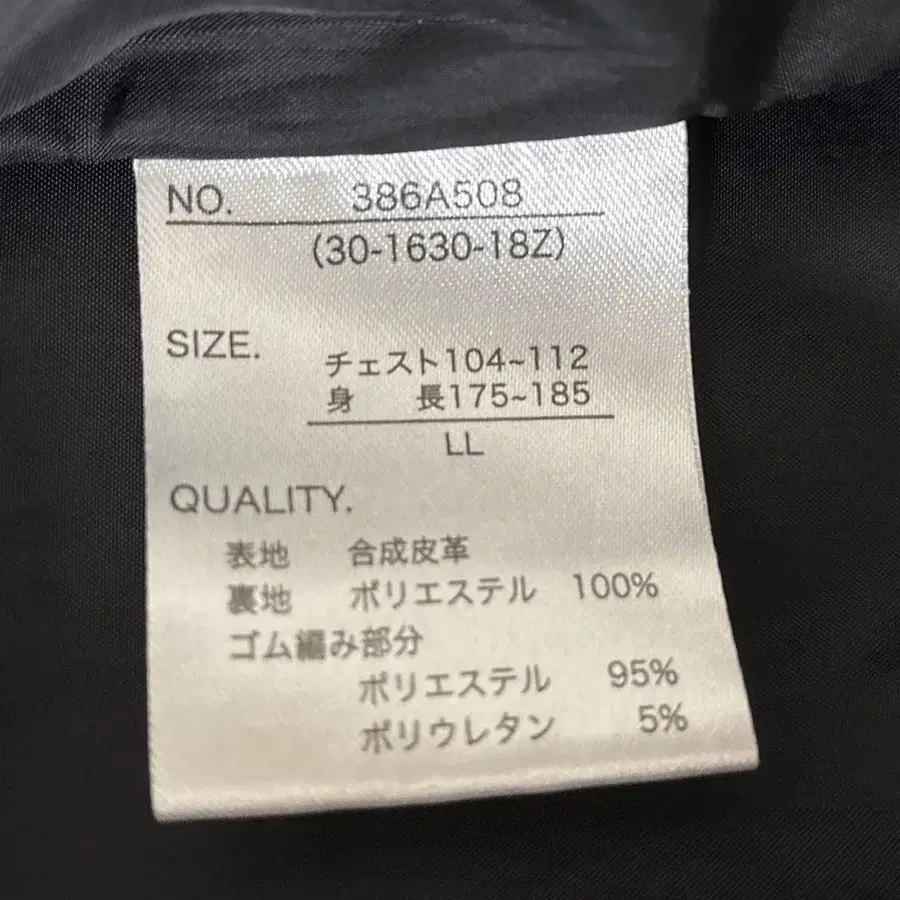 NO. 386A508
(30-1630-18Z)
SIZE.
チェスト104~112
身 長175~185
LL
QUALITY.
表地 合成皮革
裏地 ポリエステル 100%
ゴム編み部分
ポリエステル 95%
ポリウレタン 5%